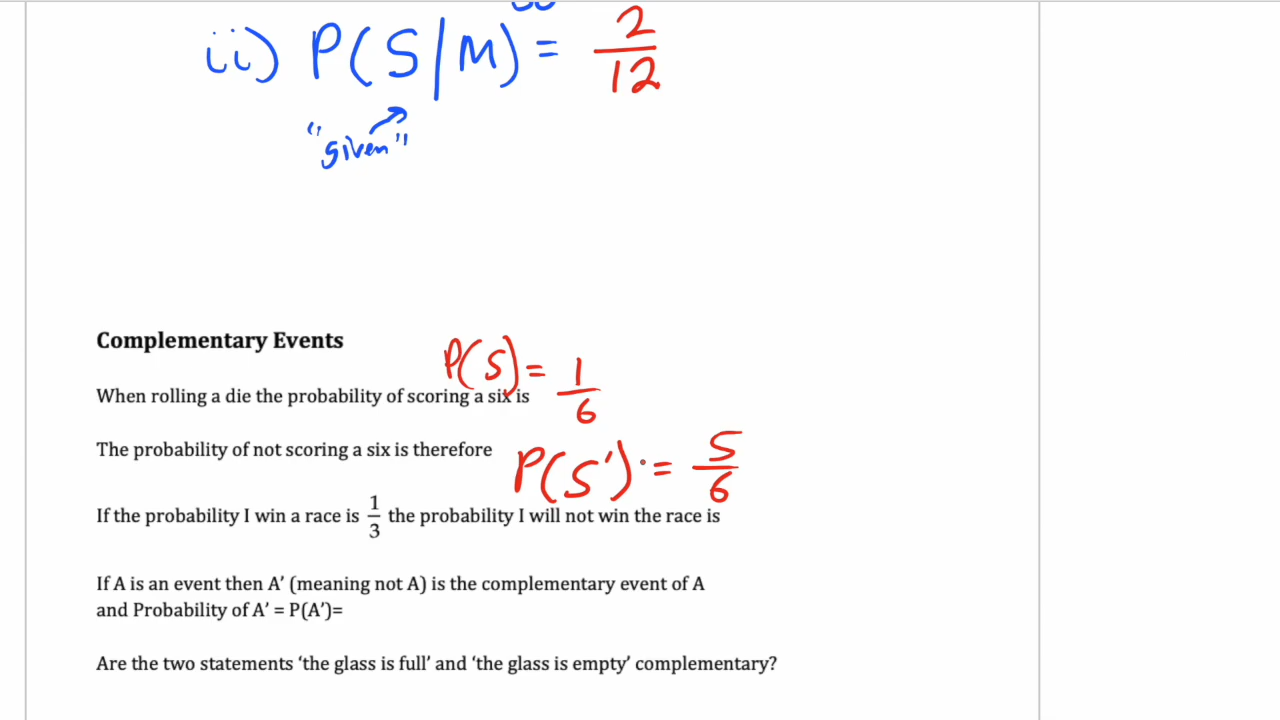 ii) P(S/M) = 2/12
"given"
Complementary Events
P(S) = 1/6
When rolling a die the probability of scoring a six is
The probability of not scoring a six is therefore
P(S') = 5/6
If the probability I win a race is 1/3 the probability I will not win the race is
If A is an event then A′ (meaning not A) is the complementary event of A
and Probability of A′ = P(A′)=
Are the two statements ‘the glass is full’ and ‘the glass is empty’ complementary?